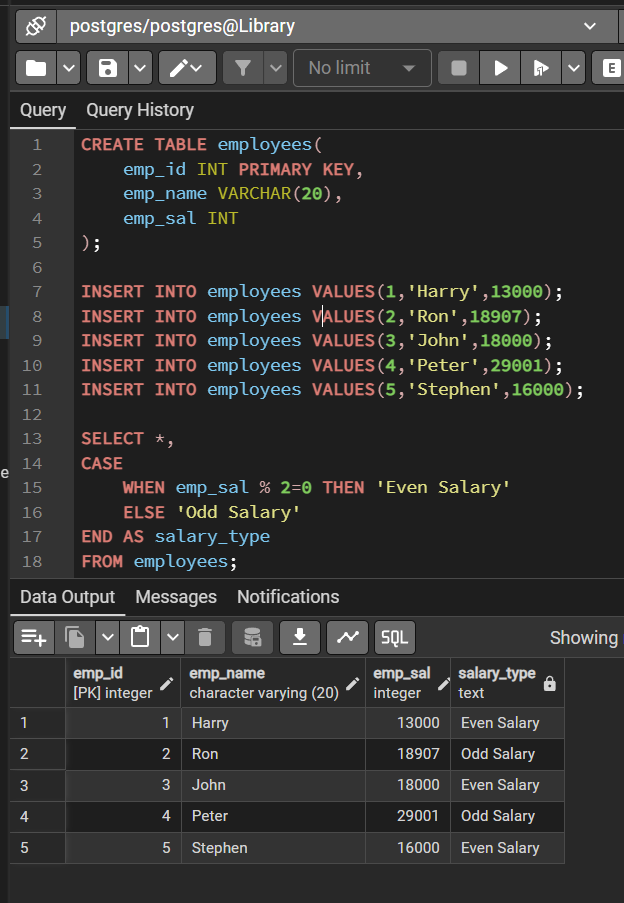 postgres/postgres@Library
No limit
E
Query Query History
1 CREATE TABLE employees(
2 emp_id INT PRIMARY KEY,
3 emp_name VARCHAR(20),
4 emp_sal INT
5 );
6
7 INSERT INTO employees VALUES(1,'Harry',13000);
8 INSERT INTO employees VALUES(2,'Ron',18907);
9 INSERT INTO employees VALUES(3,'John',18000);
10 INSERT INTO employees VALUES(4,'Peter',29001);
11 INSERT INTO employees VALUES(5,'Stephen',16000);
12
13 SELECT *,
14 CASE
e
15 WHEN emp_sal % 2=0 THEN 'Even Salary'
16 ELSE 'Odd Salary'
17 END AS salary_type
18 FROM employees;
Data Output Messages Notifications
SQL Showing
emp_id emp_name emp_sal salary_type
[PK] integer character varying (20) integer text
1 1 Harry 13000 Even Salary
2 2 Ron 18907 Odd Salary
3 3 John 18000 Even Salary
4 4 Peter 29001 Odd Salary
5 5 Stephen 16000 Even Salary